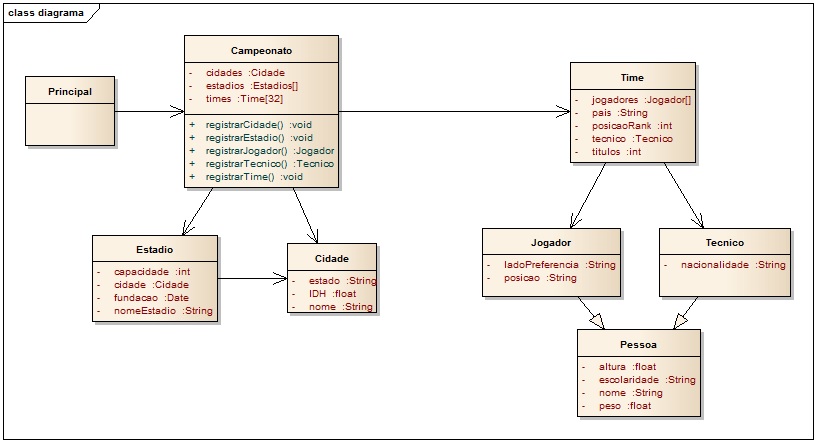 class diagrama
Principal
Campeonato
- cidades :Cidade
- estadios :Estadios[]
- times :Time[32]
+ registrarCidade() :void
+ registrarEstadio() :void
+ registrarJogador() :Jogador
+ registrarTecnico() :Tecnico
+ registrarTime() :void
Time
- jogadores :Jogador[]
- pais :String
- posicaoRank :int
- tecnico :Tecnico
- titulos :int
Estadio
- capacidade :int
- cidade :Cidade
- fundacao :Date
- nomeEstadio :String
Cidade
- estado :String
- IDH :float
- nome :String
Jogador
- ladoPreferencia :String
- posicao :String
Tecnico
- nacionalidade :String
Pessoa
- altura :float
- escolaridade :String
- nome :String
- peso :float